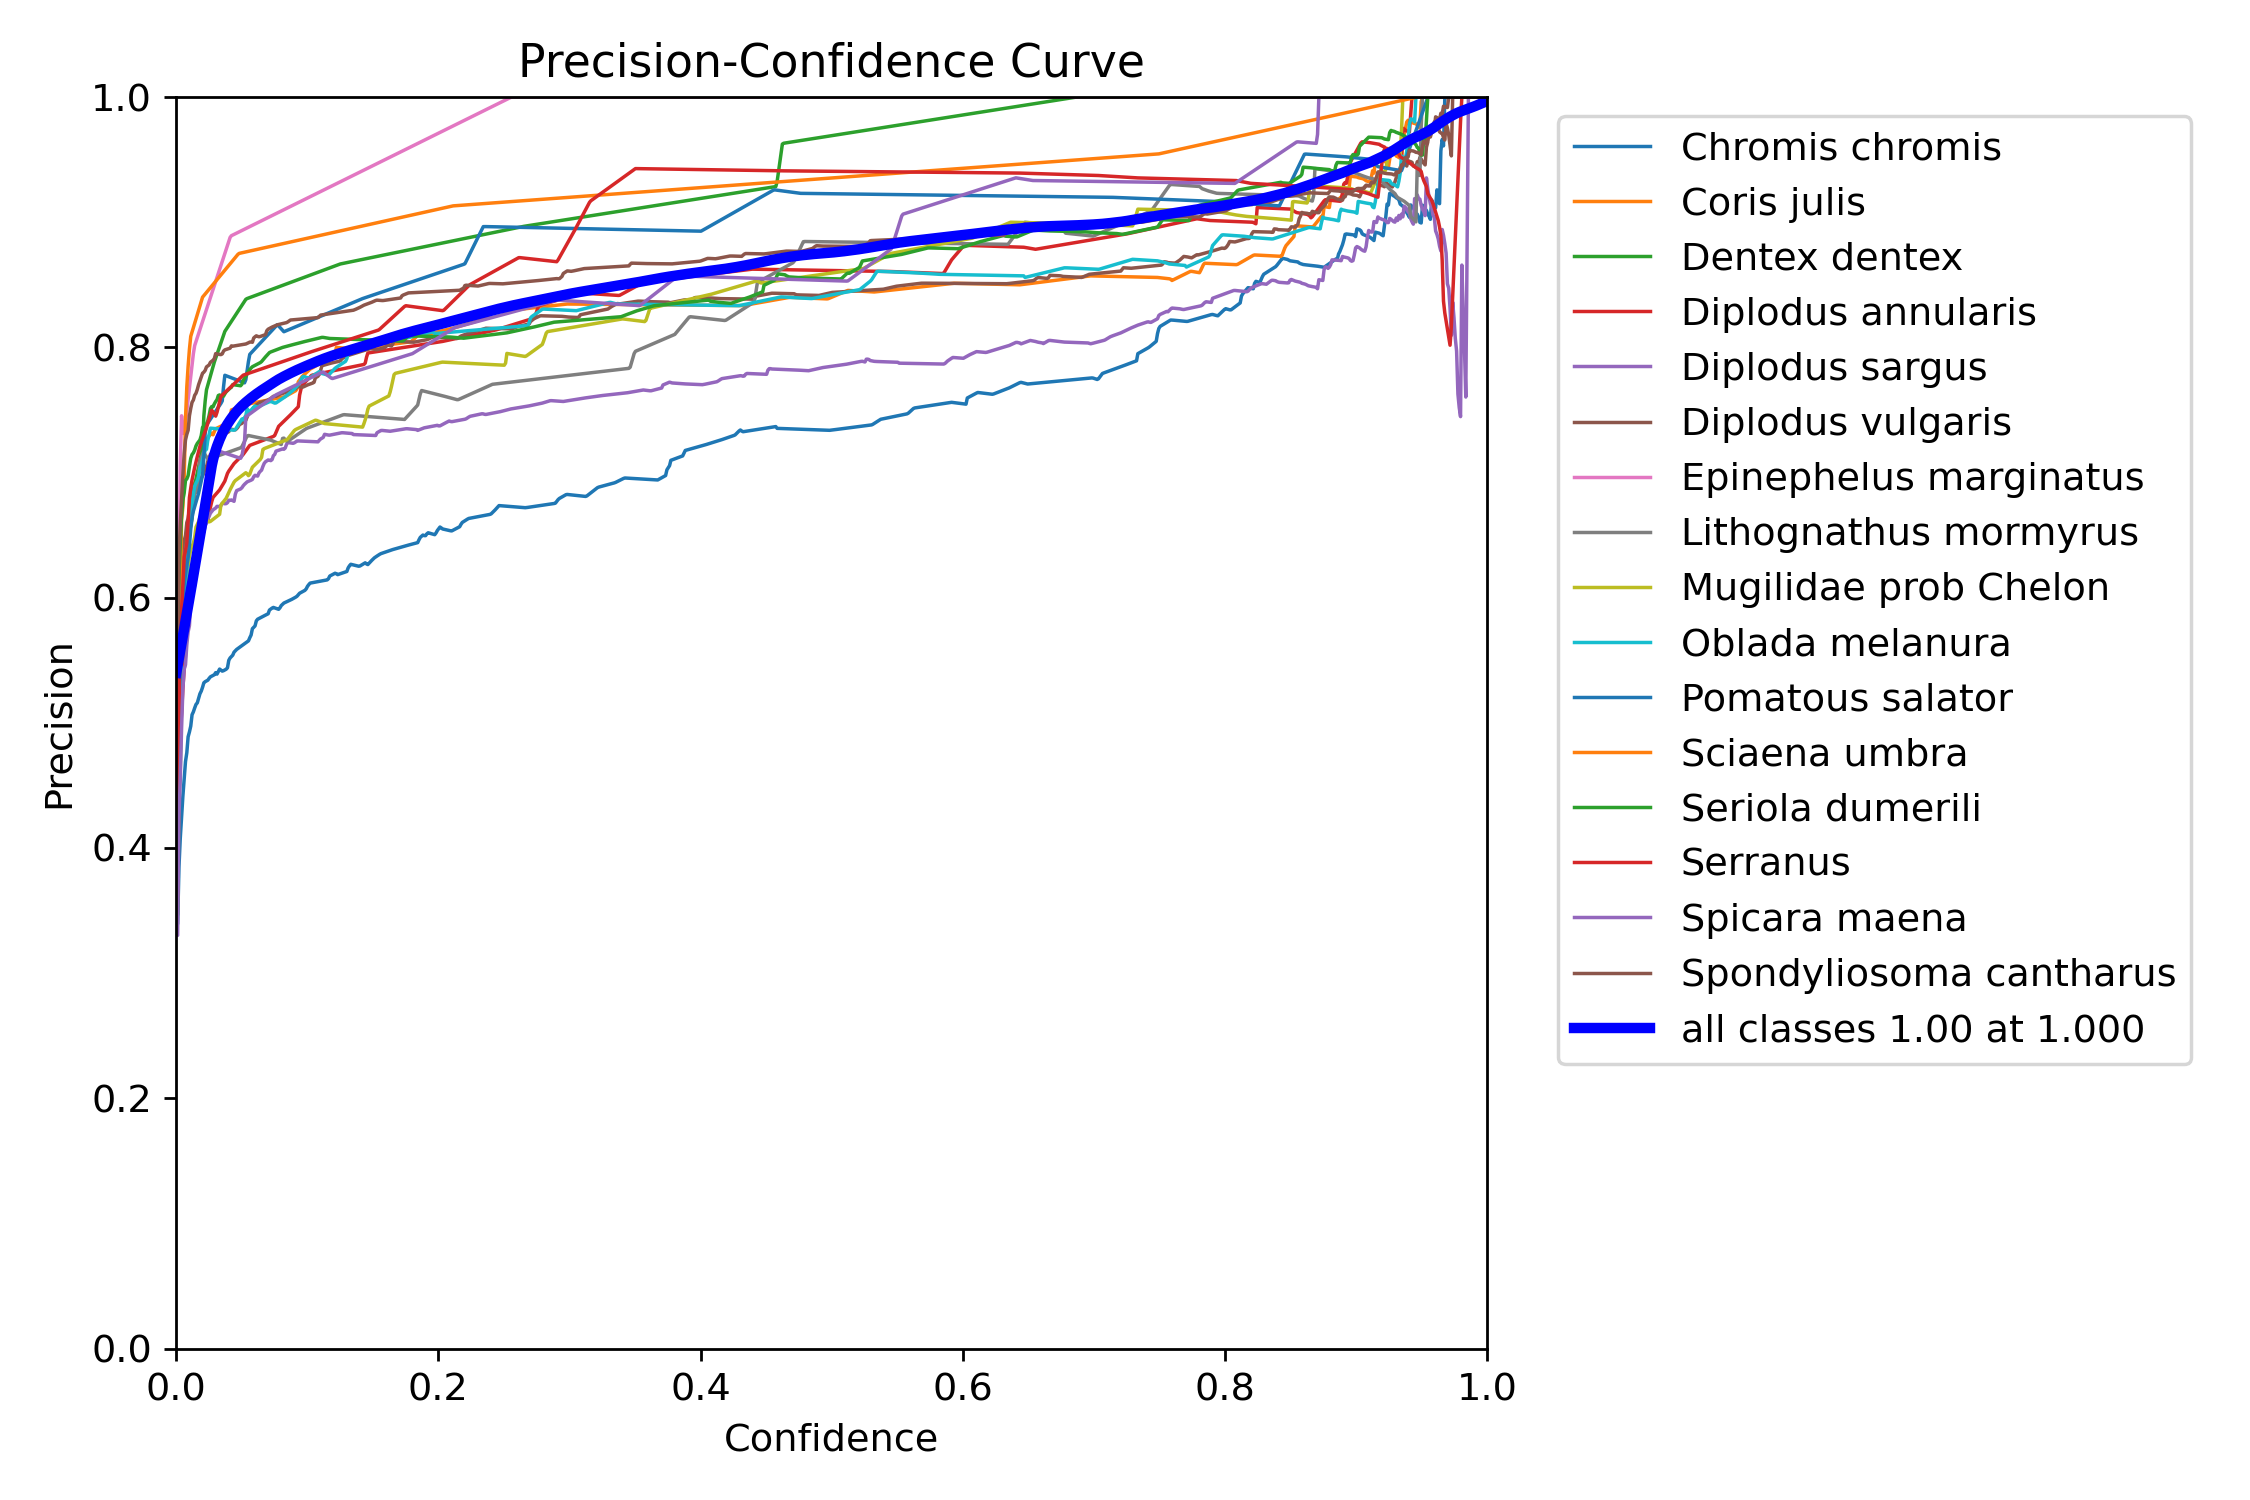 Precision-Confidence Curve
1.0
0.8
0.6
0.4
0.2
0.0
Precision
0.0 0.2 0.4 0.6 0.8 1.0
Confidence
Chromis chromis
Coris julis
Dentex dentex
Diplodus annularis
Diplodus sargus
Diplodus vulgaris
Epinephelus marginatus
Lithognathus mormyrus
Mugilidae prob Chelon
Oblada melanura
Pomatous salator
Sciaena umbra
Seriola dumerili
Serranus
Spicara maena
Spondyliosoma cantharus
all classes 1.00 at 1.000